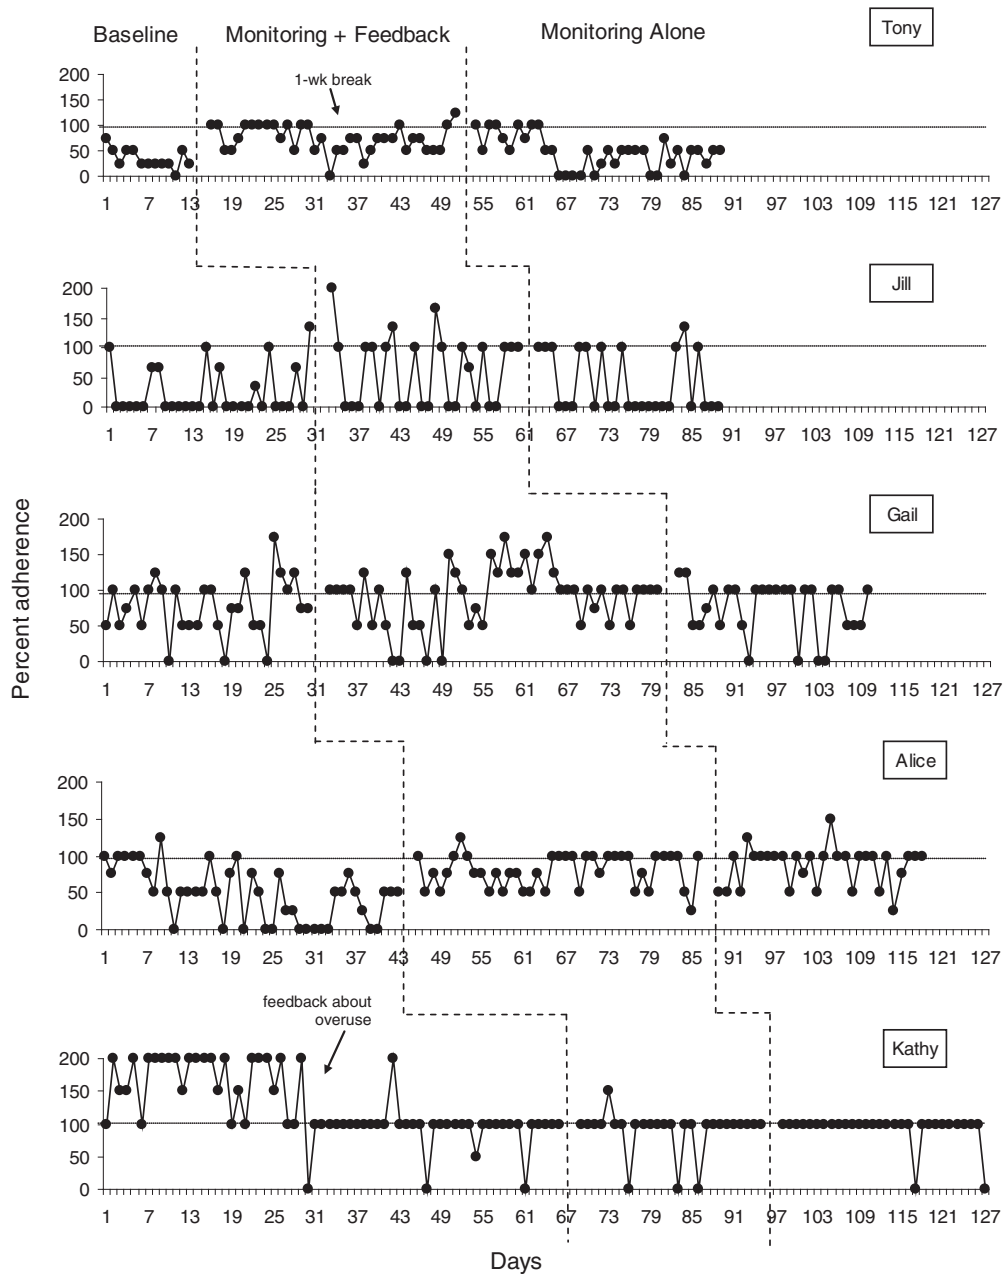 Baseline Monitoring + Feedback Monitoring Alone Tony
1-wk break
200
150
100
50
0
1 7 13 19 25 31 37 43 49 55 61 67 73 79 85 91 97 103 109 115 121 127
Jill
200
150
100
50
0
1 7 13 19 25 31 37 43 49 55 61 67 73 79 85 91 97 103 109 115 121 127
Gail
200
150
100
50
0
1 7 13 19 25 31 37 43 49 55 61 67 73 79 85 91 97 103 109 115 121 127
Percent adherence
Alice
200
150
100
50
0
1 7 13 19 25 31 37 43 49 55 61 67 73 79 85 91 97 103 109 115 121 127
feedback about
overuse
Kathy
200
150
100
50
0
1 7 13 19 25 31 37 43 49 55 61 67 73 79 85 91 97 103 109 115 121 127
Days